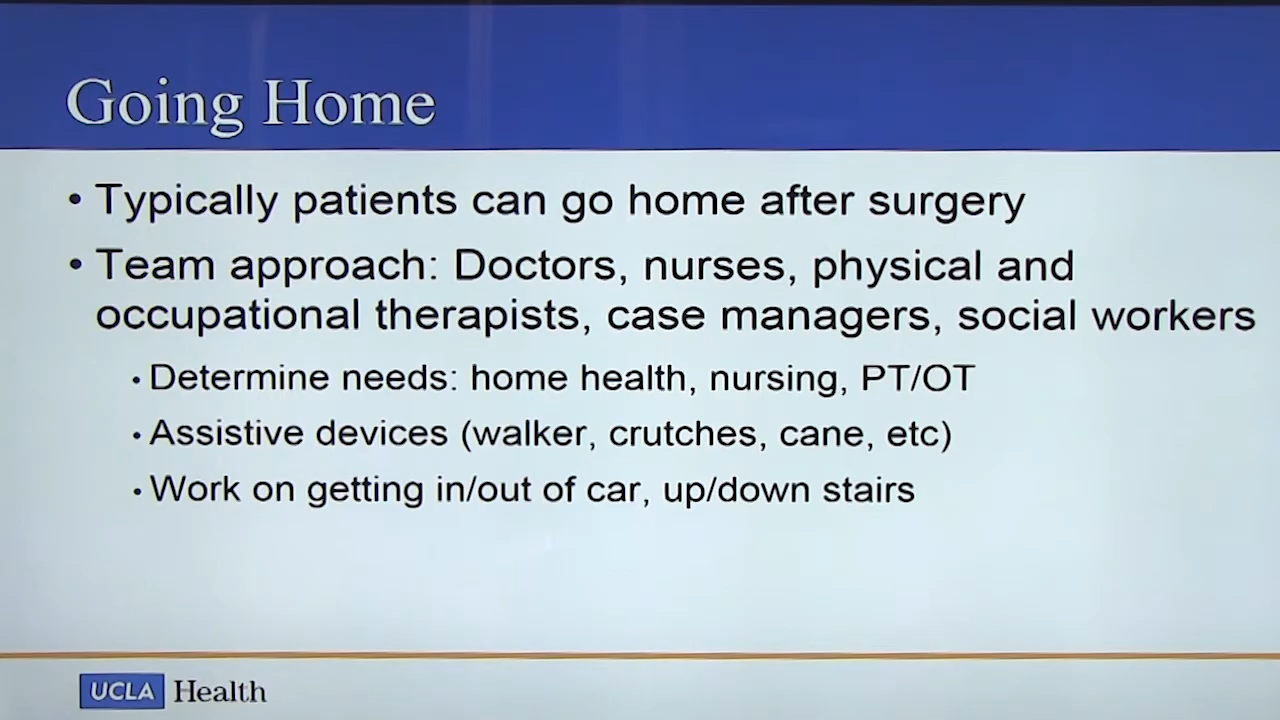 Going Home
• Typically patients can go home after surgery
• Team approach: Doctors, nurses, physical and
occupational therapists, case managers, social workers
• Determine needs: home health, nursing, PT/OT
• Assistive devices (walker, crutches, cane, etc)
• Work on getting in/out of car, up/down stairs
UCLA Health